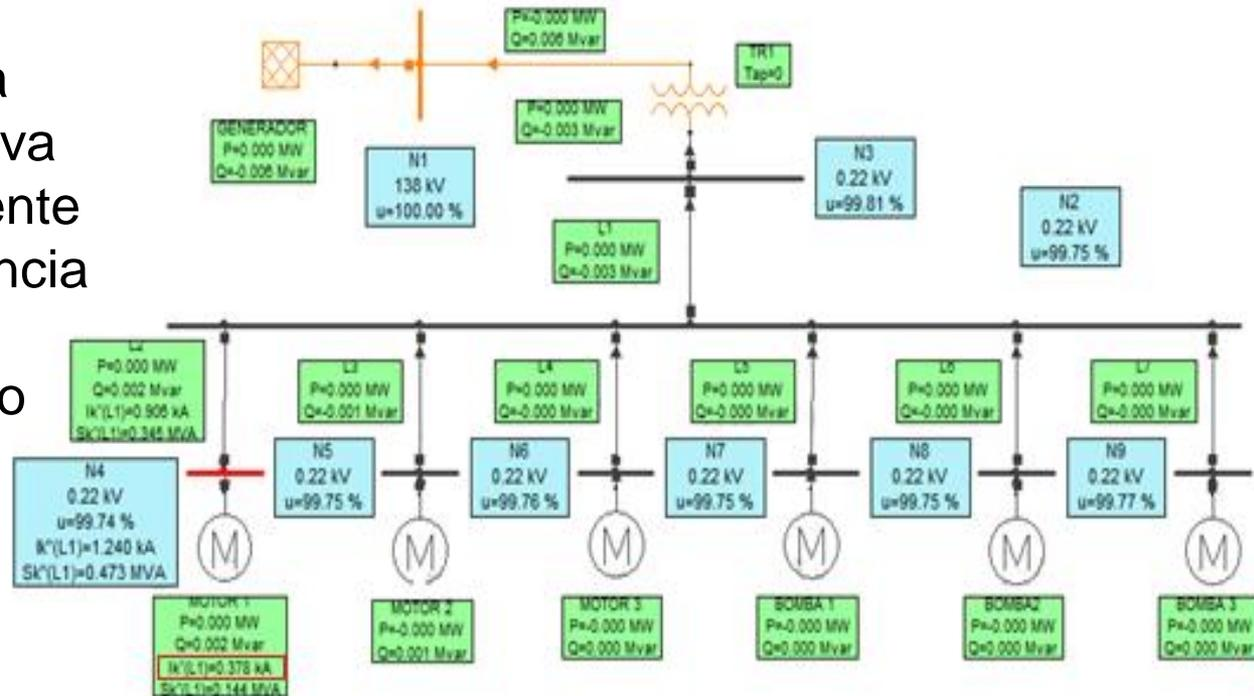 a
va
ente
ncia
o
P=-0.000 MW
Q=0.006 Mvar
TR1
Tap=0
P=0.000 MW
Q=-0.003 Mvar
GENERADOR
P=0.000 MW
Q=-0.006 Mvar
N1
138 kV
u=100.00 %
N3
0.22 kV
u=99.81 %
N2
0.22 kV
u=99.75 %
L1
P=0.000 MW
Q=-0.003 Mvar
L2
P=0.000 MW
Q=0.002 Mvar
Ik"(L1)=0.906 kA
Sk"(L1)=0.346 MVA
L3
P=0.000 MW
Q=-0.001 Mvar
L4
P=0.000 MW
Q=-0.000 Mvar
L5
P=0.000 MW
Q=-0.000 Mvar
L6
P=0.000 MW
Q=-0.000 Mvar
L7
P=0.000 MW
Q=-0.000 Mvar
N4
0.22 kV
u=99.74 %
Ik"(L1)=1.240 kA
Sk"(L1)=0.473 MVA
N5
0.22 kV
u=99.75 %
N6
0.22 kV
u=99.76 %
N7
0.22 kV
u=99.75 %
N8
0.22 kV
u=99.75 %
N9
0.22 kV
u=99.77 %
M
M
M
M
M
M
MOTOR 1
P=0.000 MW
Q=0.002 Mvar
Ik"(L1)=0.378 kA
Sk"(L1)=0.144 MVA
MOTOR 2
P=-0.000 MW
Q=0.001 Mvar
MOTOR 3
P=-0.000 MW
Q=0.000 Mvar
BOMBA 1
P=-0.000 MW
Q=0.000 Mvar
BOMBA2
P=-0.000 MW
Q=0.000 Mvar
BOMBA 3
P=-0.000 MW
Q=0.000 Mvar